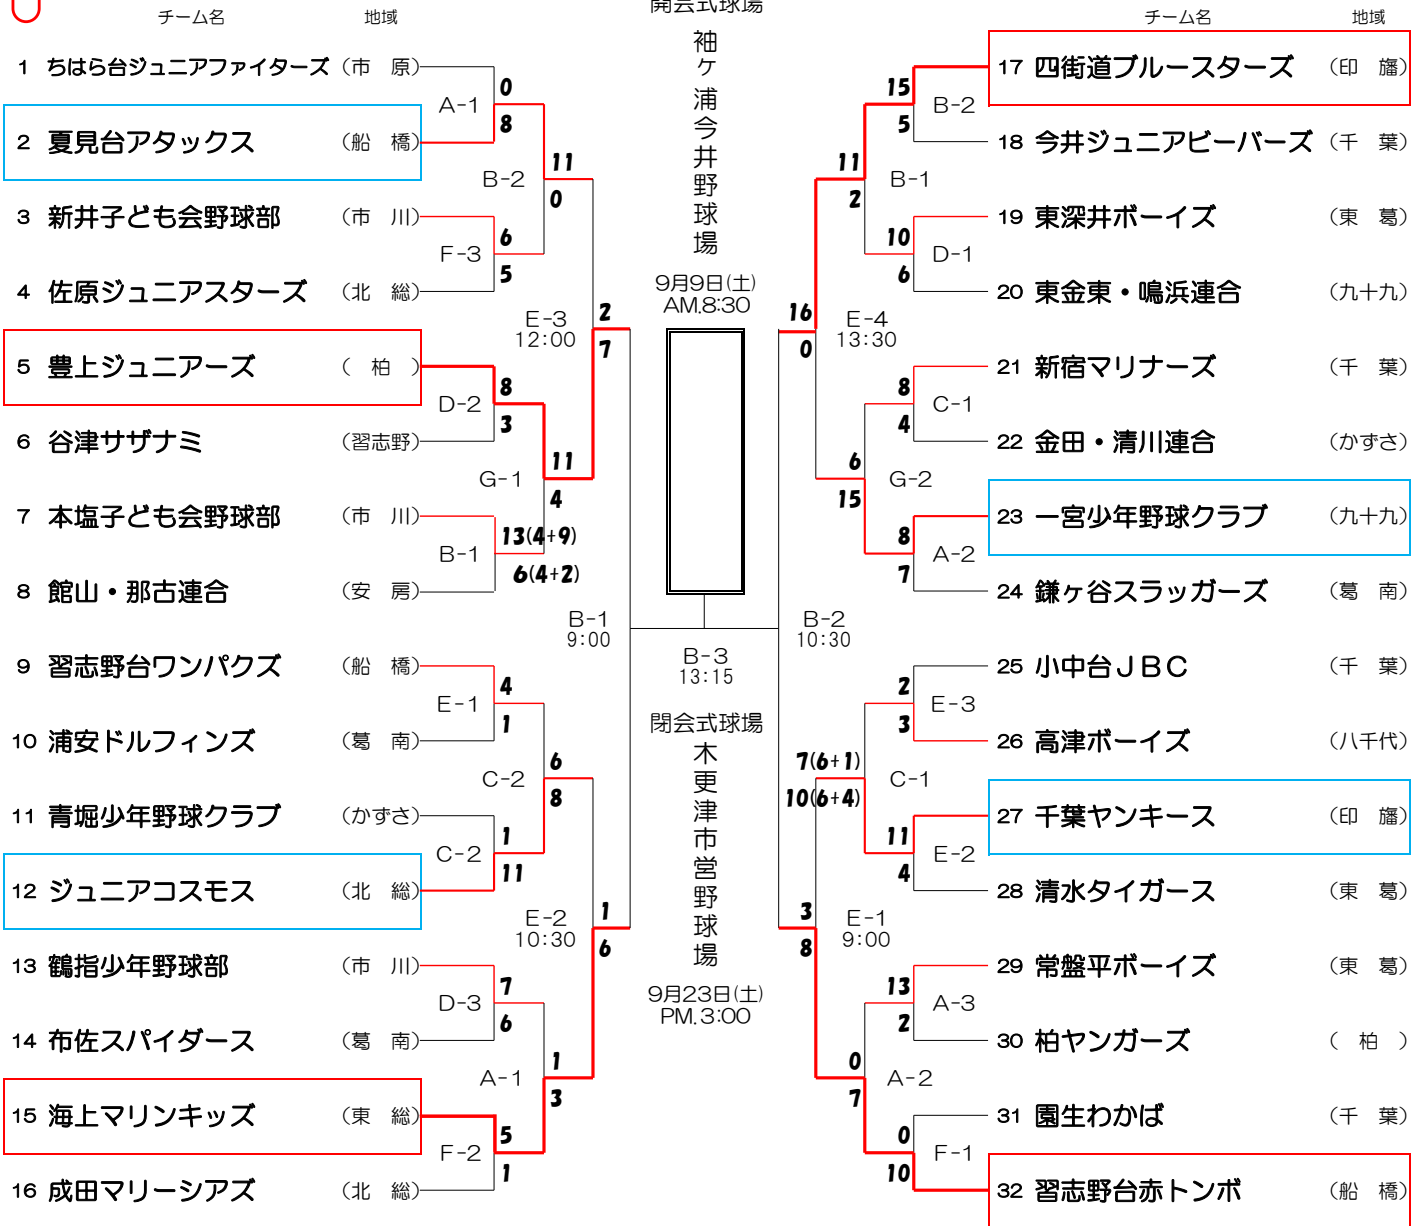 開会式球場
チーム名 地域
1 ちはら台ジュニアファイターズ (市 原)
0
A-1
8
2 夏見台アタックス (船 橋)
11
B-2
0
3 新井子ども会野球部 (市 川)
6
F-3
5
4 佐原ジュニアスターズ (北 総)
2
E-3
12:00
7
5 豊上ジュニアーズ ( 柏 )
8
D-2
3
6 谷津サザナミ (習志野)
11
G-1
4
7 本塩子ども会野球部 (市 川)
13(4+9)
B-1
6(4+2)
8 館山・那古連合 (安 房)
B-1
9:00
9 習志野台ワンパクズ (船 橋)
4
E-1
1
10 浦安ドルフィンズ (葛 南)
6
C-2
8
11 青堀少年野球クラブ (かずさ)
1
C-2
11
12 ジュニアコスモス (北 総)
1
E-2
10:30
6
13 鶴指少年野球部 (市 川)
7
D-3
6
14 布佐スパイダース (葛 南)
1
A-1
3
15 海上マリンキッズ (東 総)
5
F-2
1
16 成田マリーシアズ (北 総)
袖ヶ浦今井野球場
9月9日(土)
AM.8:30
B-3
13:15
閉会式球場
木更津市営野球場
9月23日(土)
PM.3:00
チーム名 地域
17 四街道ブルースターズ (印 旛)
15
B-2
5
18 今井ジュニアビーバーズ (千 葉)
11
B-1
2
19 東深井ボーイズ (東 葛)
10
D-1
6
20 東金東・鳴浜連合 (九十九)
16
E-4
13:30
0
21 新宿マリナーズ (千 葉)
8
C-1
4
22 金田・清川連合 (かずさ)
6
G-2
15
23 一宮少年野球クラブ (九十九)
8
A-2
7
24 鎌ヶ谷スラッガーズ (葛 南)
B-2
10:30
25 小中台JBC (千 葉)
2
E-3
3
26 高津ボーイズ (八千代)
7(6+1)
C-1
10(6+4)
27 千葉ヤンキース (印 旛)
11
E-2
4
28 清水タイガース (東 葛)
3
E-1
9:00
8
29 常盤平ボーイズ (東 葛)
13
A-3
2
30 柏ヤンガーズ ( 柏 )
0
A-2
7
31 園生わかば (千 葉)
0
F-1
10
32 習志野台赤トンボ (船 橋)